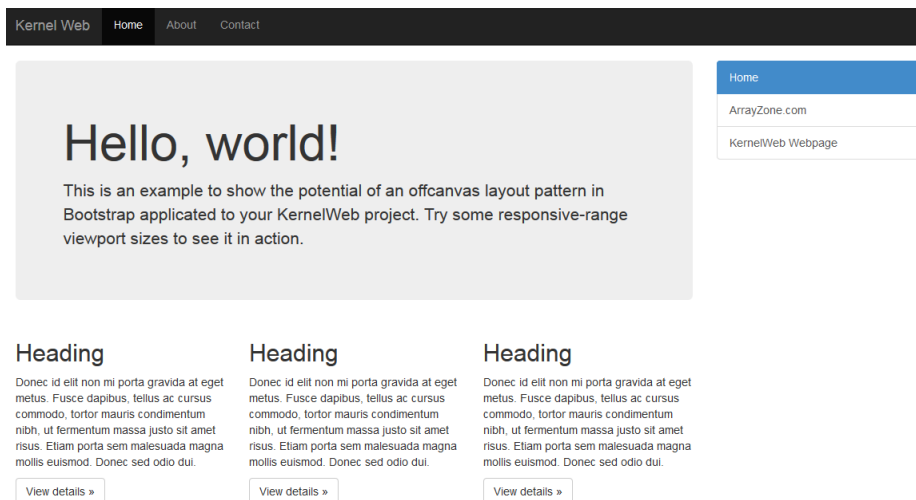 Kernel Web Home About Contact
Hello, world!
This is an example to show the potential of an offcanvas layout pattern in
Bootstrap applicated to your KernelWeb project. Try some responsive-range
viewport sizes to see it in action.
Home
ArrayZone.com
KernelWeb Webpage
Heading
Donec id elit non mi porta gravida at eget
metus. Fusce dapibus, tellus ac cursus
commodo, tortor mauris condimentum
nibh, ut fermentum massa justo sit amet
risus. Etiam porta sem malesuada magna
mollis euismod. Donec sed odio dui.
View details »
Heading
Donec id elit non mi porta gravida at eget
metus. Fusce dapibus, tellus ac cursus
commodo, tortor mauris condimentum
nibh, ut fermentum massa justo sit amet
risus. Etiam porta sem malesuada magna
mollis euismod. Donec sed odio dui.
View details »
Heading
Donec id elit non mi porta gravida at eget
metus. Fusce dapibus, tellus ac cursus
commodo, tortor mauris condimentum
nibh, ut fermentum massa justo sit amet
risus. Etiam porta sem malesuada magna
mollis euismod. Donec sed odio dui.
View details »